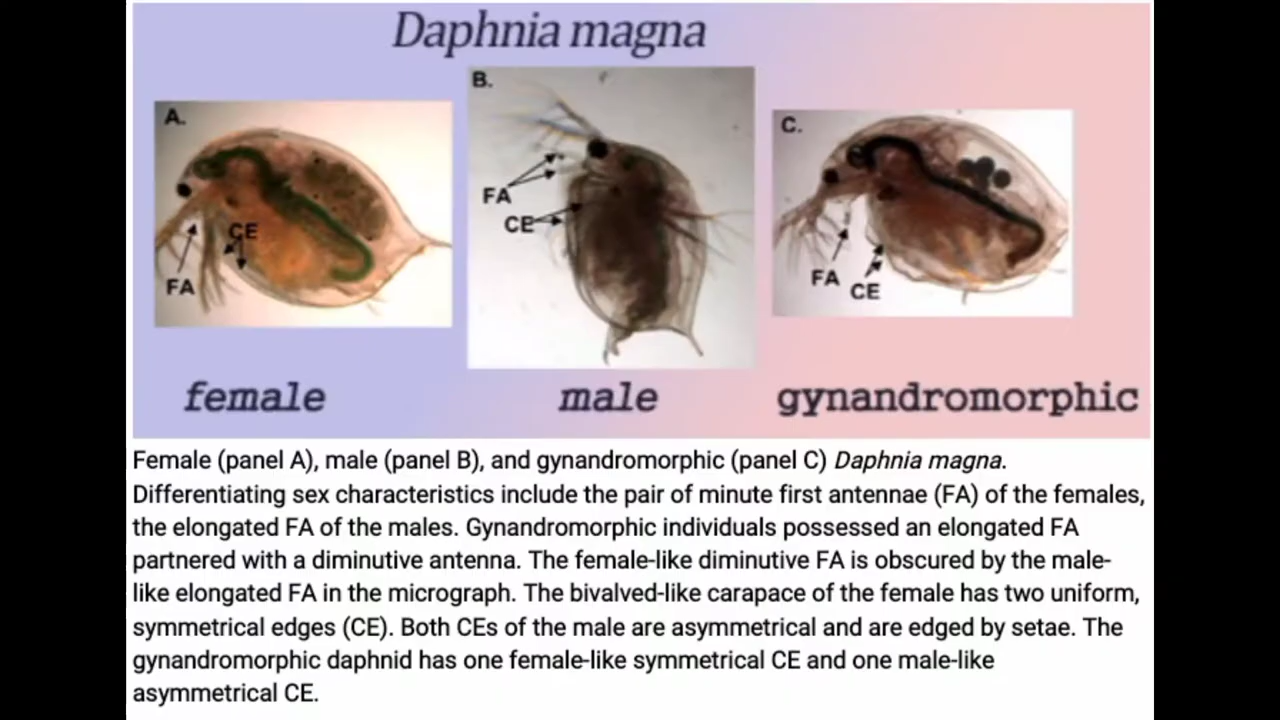 Daphnia magna
A.
CE
FA
B.
FA
CE
C.
FA
CE
female
male
gynandromorphic
Female (panel A), male (panel B), and gynandromorphic (panel C) Daphnia magna.
Differentiating sex characteristics include the pair of minute first antennae (FA) of the females,
the elongated FA of the males. Gynandromorphic individuals possessed an elongated FA
partnered with a diminutive antenna. The female-like diminutive FA is obscured by the male-
like elongated FA in the micrograph. The bivalved-like carapace of the female has two uniform,
symmetrical edges (CE). Both CEs of the male are asymmetrical and are edged by setae. The
gynandromorphic daphnid has one female-like symmetrical CE and one male-like
asymmetrical CE.